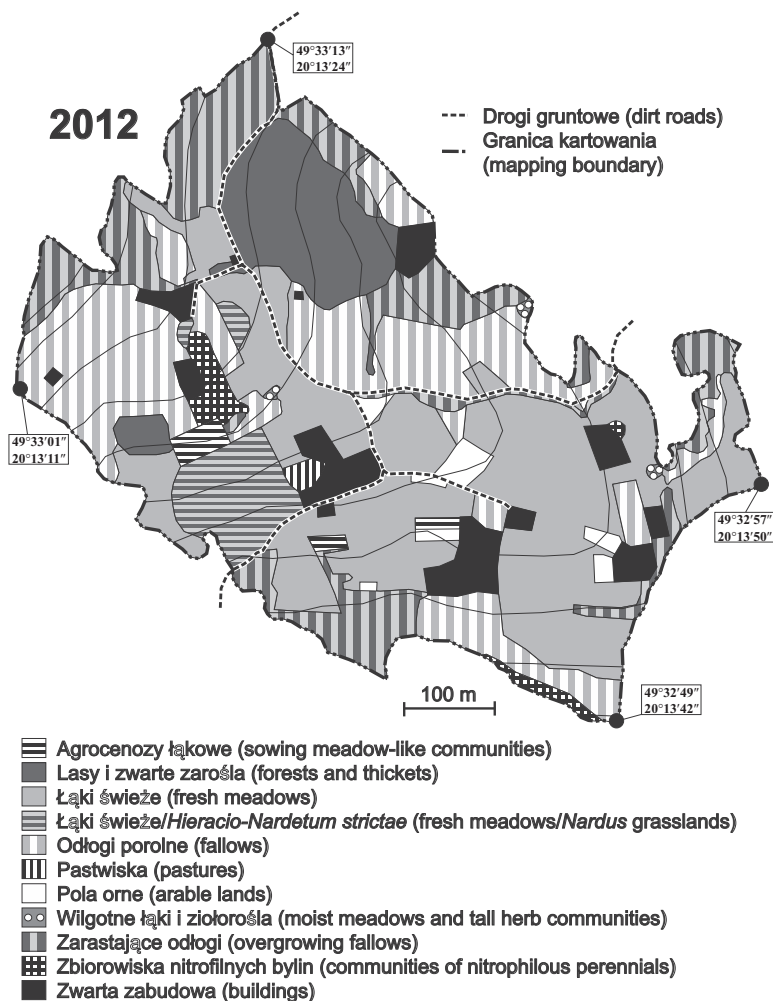 49°33′13″
20°13′24″
2012
Drogi gruntowe (dirt roads)
Granica kartowania
(mapping boundary)
49°33′01″
20°13′11″
49°32′57″
20°13′50″
49°32′49″
20°13′42″
100 m
Agrocenozy łąkowe (sowing meadow-like communities)
Lasy i zwarte zarośla (forests and thickets)
Łąki świeże (fresh meadows)
Łąki świeże/Hieracio-Nardetum strictae (fresh meadows/Nardus grasslands)
Odłogi porolne (fallows)
Pastwiska (pastures)
Pola orne (arable lands)
Wilgotne łąki i ziołorośla (moist meadows and tall herb communities)
Zarastające odłogi (overgrowing fallows)
Zbiorowiska nitrofilnych bylin (communities of nitrophilous perennials)
Zwarta zabudowa (buildings)